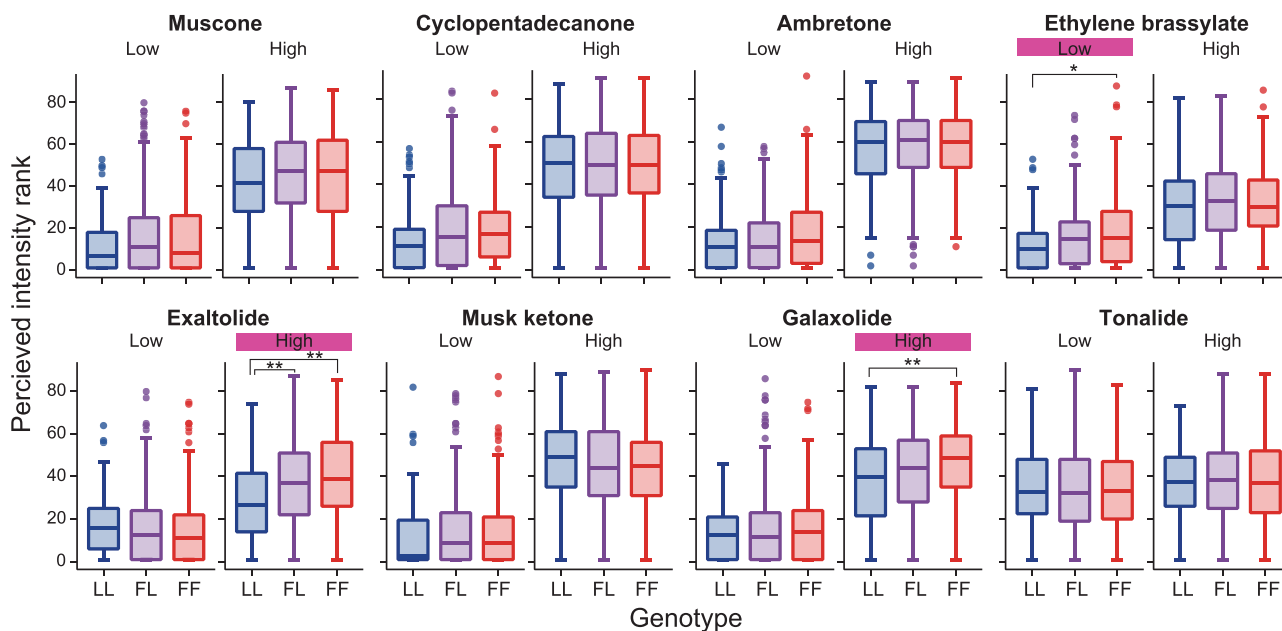 Muscone Cyclopentadecanone Ambretone Ethylene brassylate
Low High Low High Low High Low High
*
80
60
40
20
0
Exaltolide Musk ketone Galaxolide Tonalide
Low High Low High Low High Low High
** ** **
80
60
40
20
0
Percieved intensity rank
LL FL FF LL FL FF LL FL FF LL FL FF LL FL FF LL FL FF LL FL FF LL FL FF
Genotype